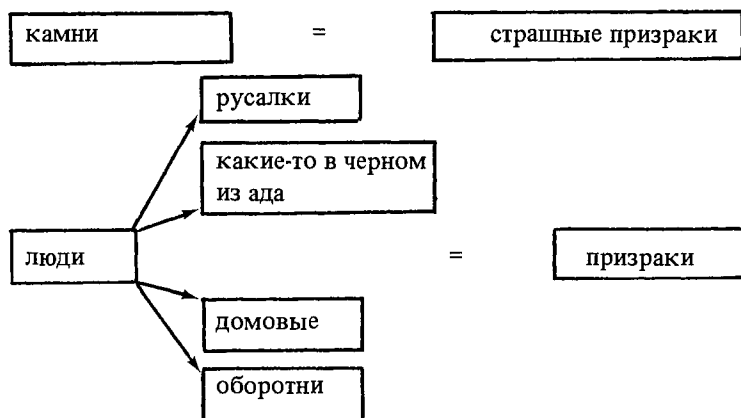 камни = страшные призраки
русалки
какие-то в черном
из ада
люди = призраки
домовые
оборотни